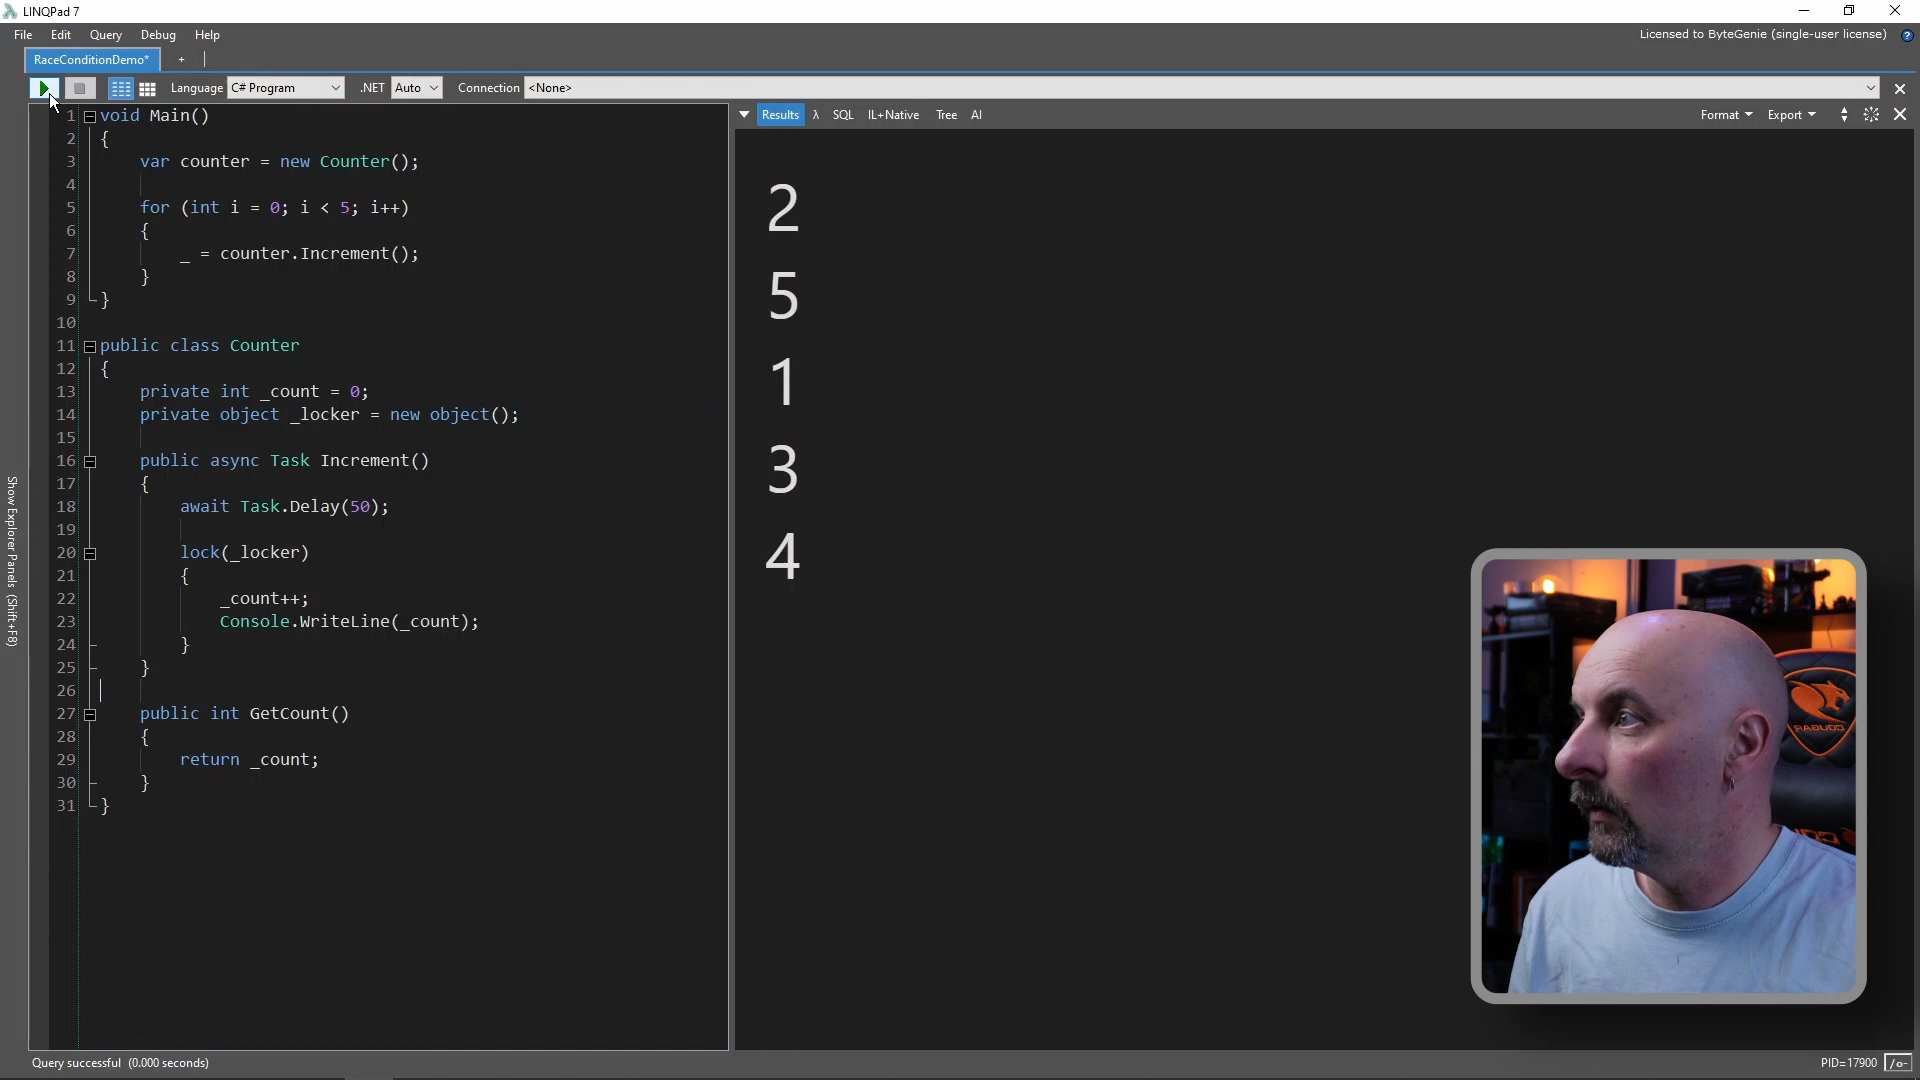 LINQPad 7
File Edit Query Debug Help
Licensed to ByteGenie (single-user license) ?
RaceConditionDemo* +
Language C# Program .NET Auto Connection <None>
Results λ SQL IL+Native Tree AI Format Export
1 void Main()
2 {
3 var counter = new Counter();
4
5 for (int i = 0; i < 5; i++)
6 {
7 _ = counter.Increment();
8 }
9 }
10
11 public class Counter
12 {
13 private int _count = 0;
14 private object _locker = new object();
15
16 public async Task Increment()
17 {
18 await Task.Delay(50);
19
20 lock(_locker)
21 {
22 _count++;
23 Console.WriteLine(_count);
24 }
25 }
26
27 public int GetCount()
28 {
29 return _count;
30 }
31 }
2
5
1
3
4
Show Explorer Panels (Shift+F8)
COUGAR
Query successful (0.000 seconds)
PID=17900 /o-